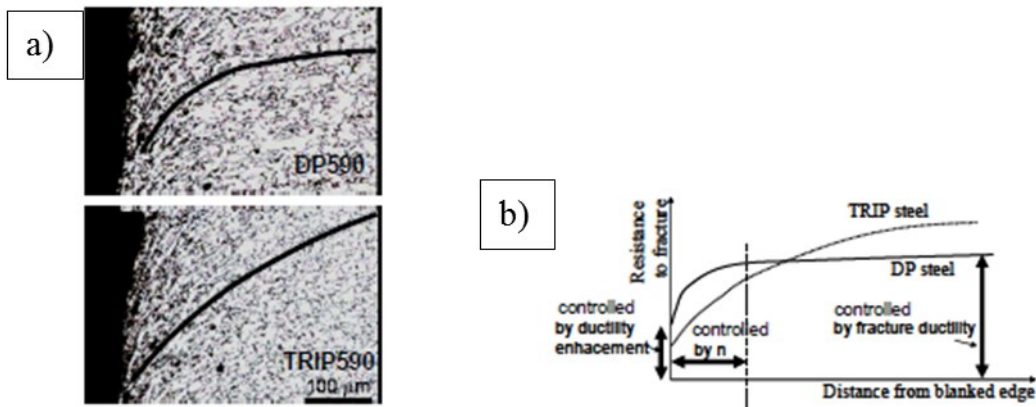 a)
DP590
TRIP590
100 µm
b)
Resistance
to fracture
TRIP steel
DP steel
controlled
by ductility
enhacement
controlled
by n
controlled
by fracture ductility
Distance from blanked edge